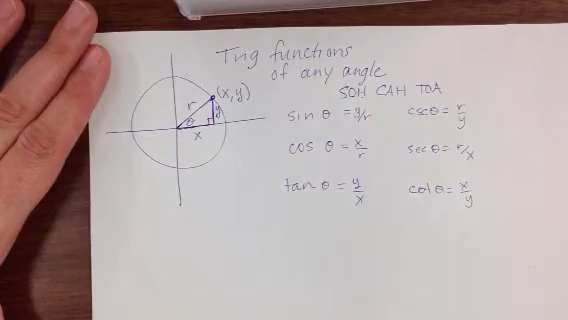 Trig functions
of any angle
SOH CAH TOA
(x, y)
r
y
θ
x
sin θ = y/r
csc θ = r/y
cos θ = x/r
sec θ = r/x
tan θ = y/x
cot θ = x/y